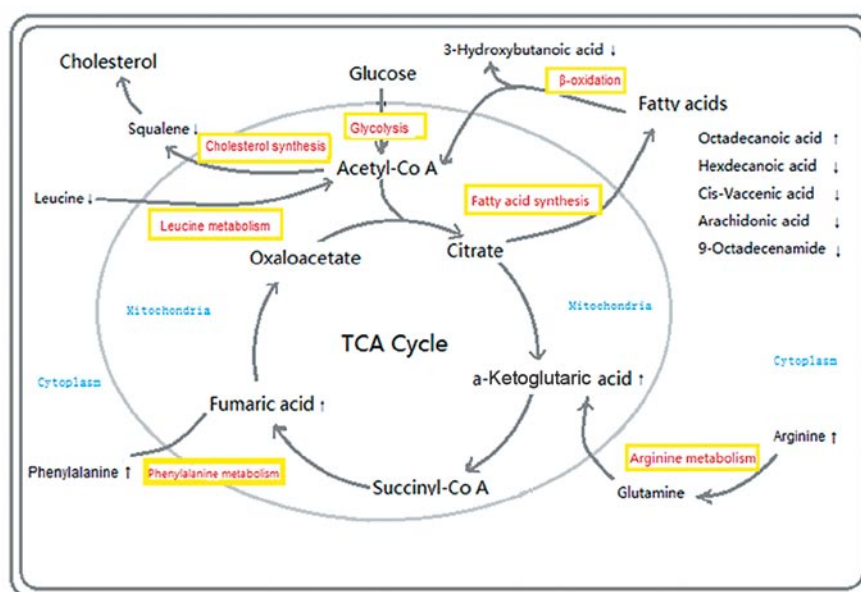 3-Hydroxybutanoic acid ↓
Cholesterol
Glucose
β-oxidation
Fatty acids
Squalene ↓
Cholesterol synthesis
Glycolysis
Octadecanoic acid ↑
Hexdecanoic acid ↓
Cis-Vaccenic acid ↓
Arachidonic acid ↓
9-Octadecenamide ↓
Acetyl-Co A
Leucine ↓
Leucine metabolism
Fatty acid synthesis
Oxaloacetate
Citrate
Mitochondria
Mitochondria
TCA Cycle
Cytoplasm
Cytoplasm
Fumaric acid ↑
a-Ketoglutaric acid ↑
Phenylalanine ↑
Phenylalanine metabolism
Succinyl-Co A
Arginine metabolism
Arginine ↑
Glutamine